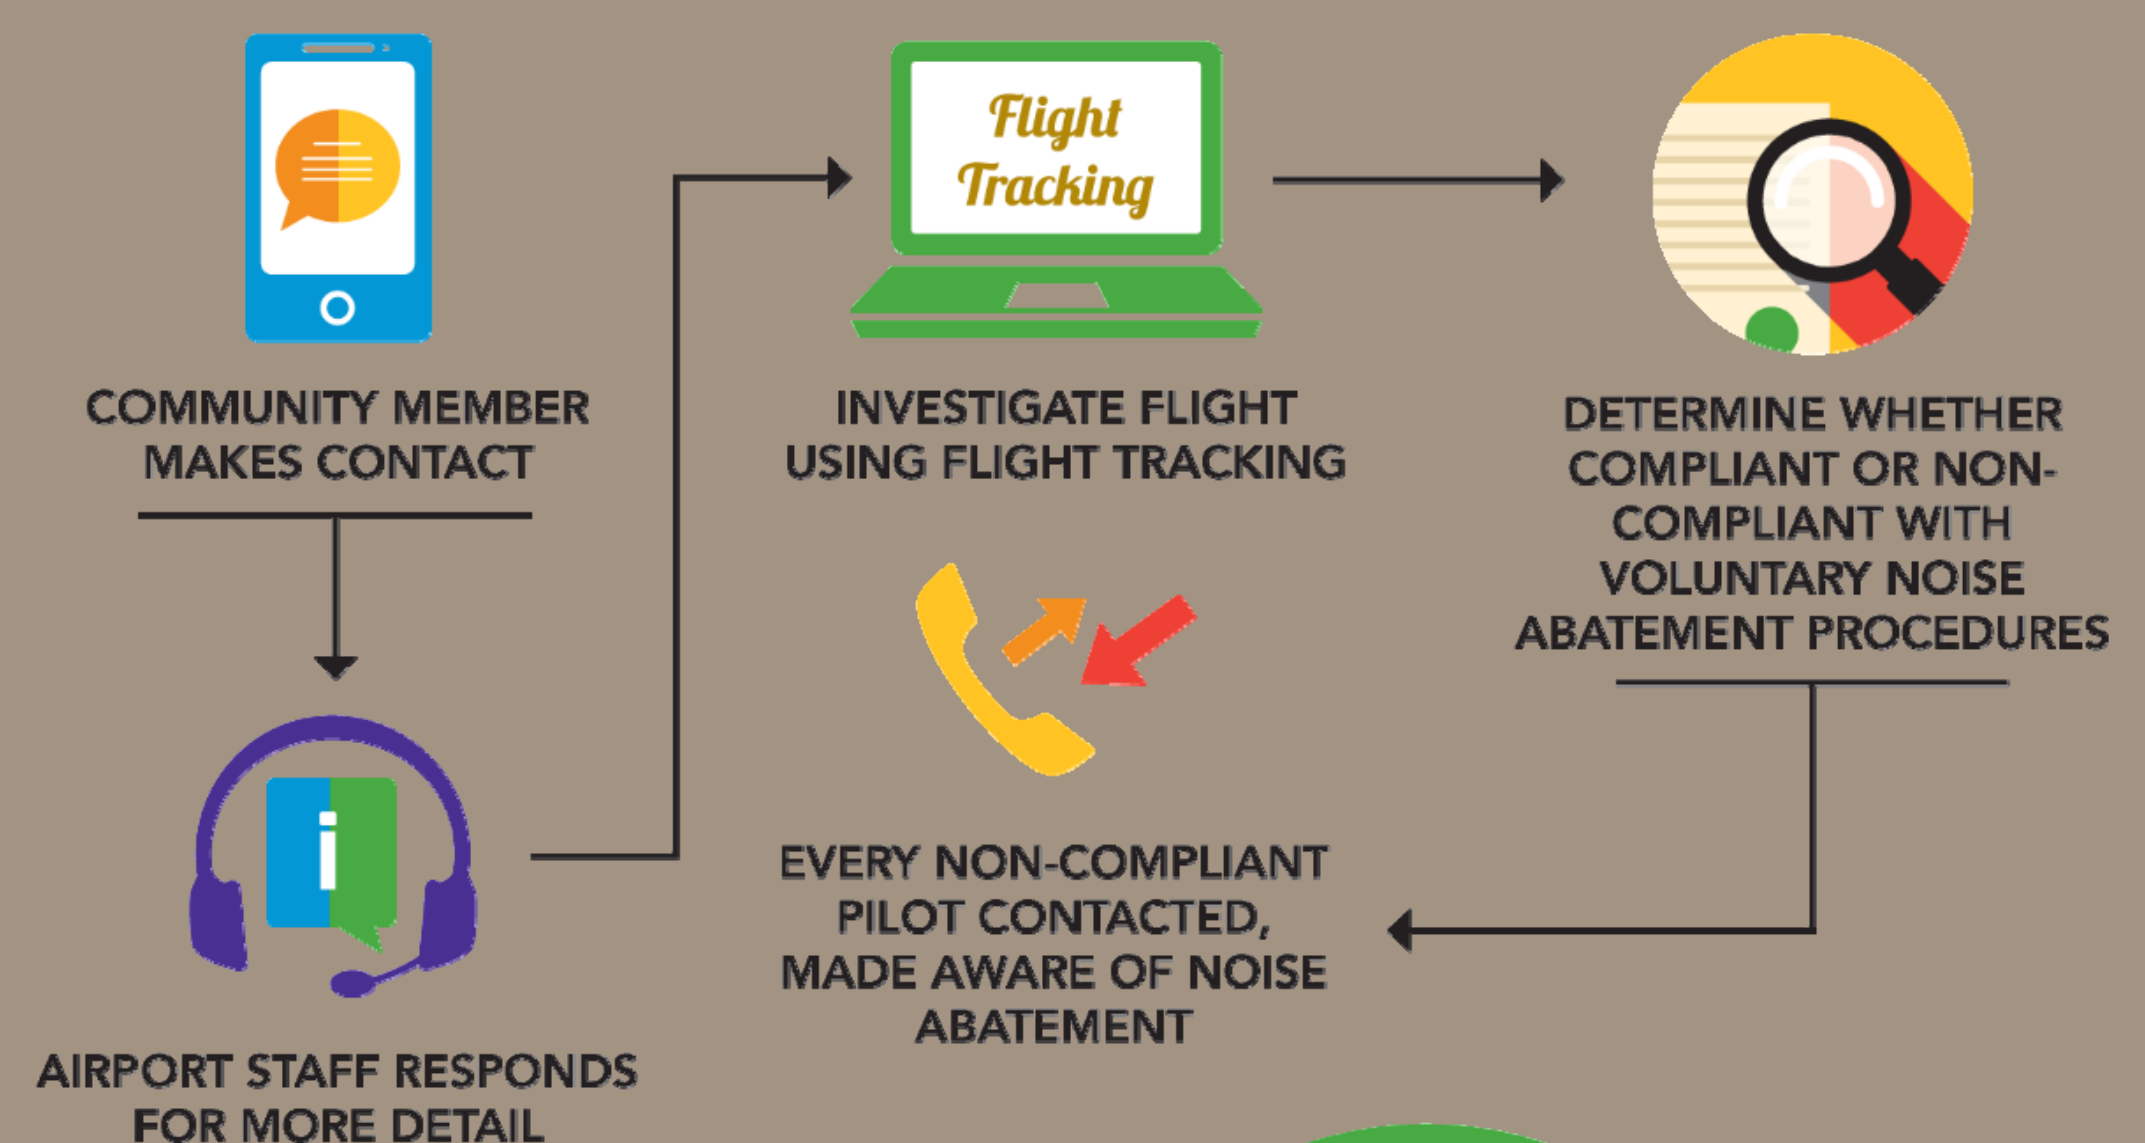 COMMUNITY MEMBER
MAKES CONTACT
i
AIRPORT STAFF RESPONDS
FOR MORE DETAIL
Flight
Tracking
INVESTIGATE FLIGHT
USING FLIGHT TRACKING
DETERMINE WHETHER
COMPLIANT OR NON-
COMPLIANT WITH
VOLUNTARY NOISE
ABATEMENT PROCEDURES
EVERY NON-COMPLIANT
PILOT CONTACTED,
MADE AWARE OF NOISE
ABATEMENT